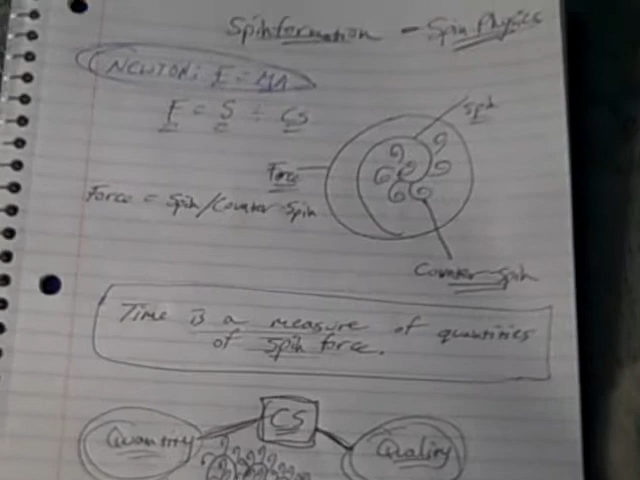 Spinformation - Spin Physics
NEWTON: F = MA
F = S ÷ CS
Spin
Force
Force = Spin/Counter Spin
Counter Spin
Time is a measure of quantities
of Spin force.
CS
Quantity
Quality